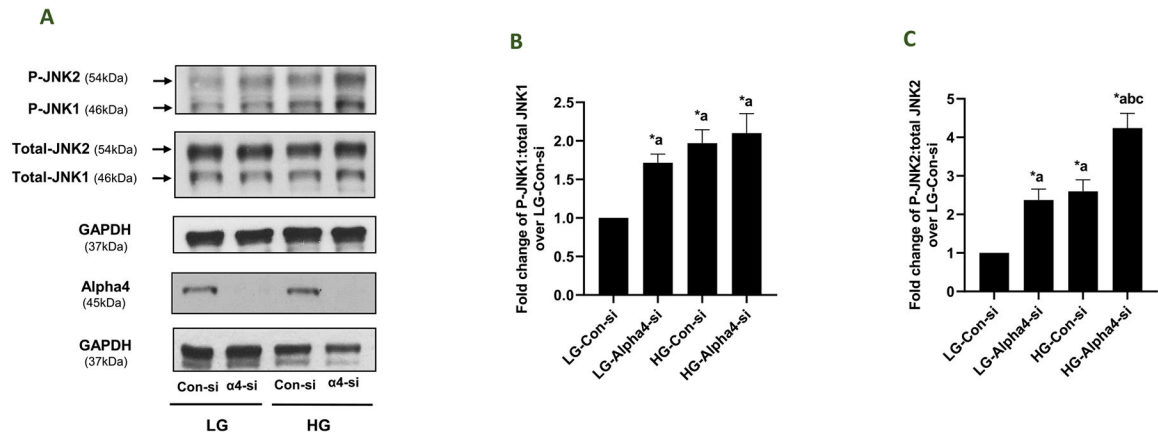 A
P-JNK2 (54kDa)
P-JNK1 (46kDa)
Total-JNK2 (54kDa)
Total-JNK1 (46kDa)
GAPDH
(37kDa)
Alpha4
(45kDa)
GAPDH
(37kDa)
Con-si α4-si Con-si α4-si
LG HG
B
Fold change of P-JNK1:total JNK1
over LG-Con-si
2.5
2.0
1.5
1.0
0.5
0.0
*a
*a
*a
LG-Con-si
LG-Alpha4-si
HG-Con-si
HG-Alpha4-si
C
Fold change of P-JNK2:total JNK2
over LG-Con-si
5
4
3
2
1
0
*a
*a
*abc
LG-Con-si
LG-Alpha4-si
HG-Con-si
HG-Alpha4-si